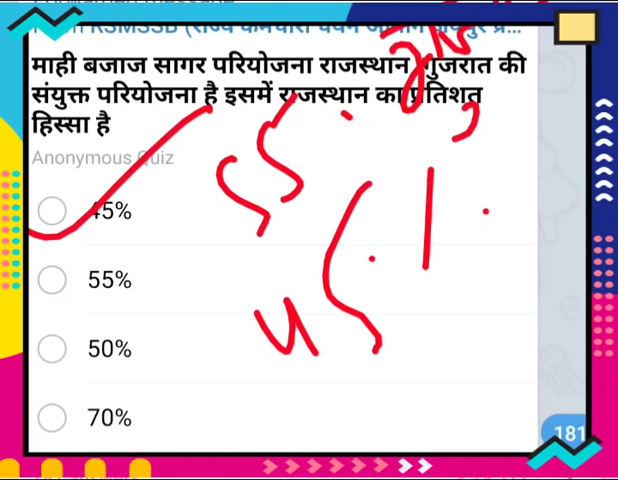 माही बजाज सागर परियोजना राजस्थान गुजरात की
संयुक्त परियोजना है इसमें राजस्थान का प्रतिशत
हिस्सा है
Anonymous Quiz
45%
55%
50%
70%
181